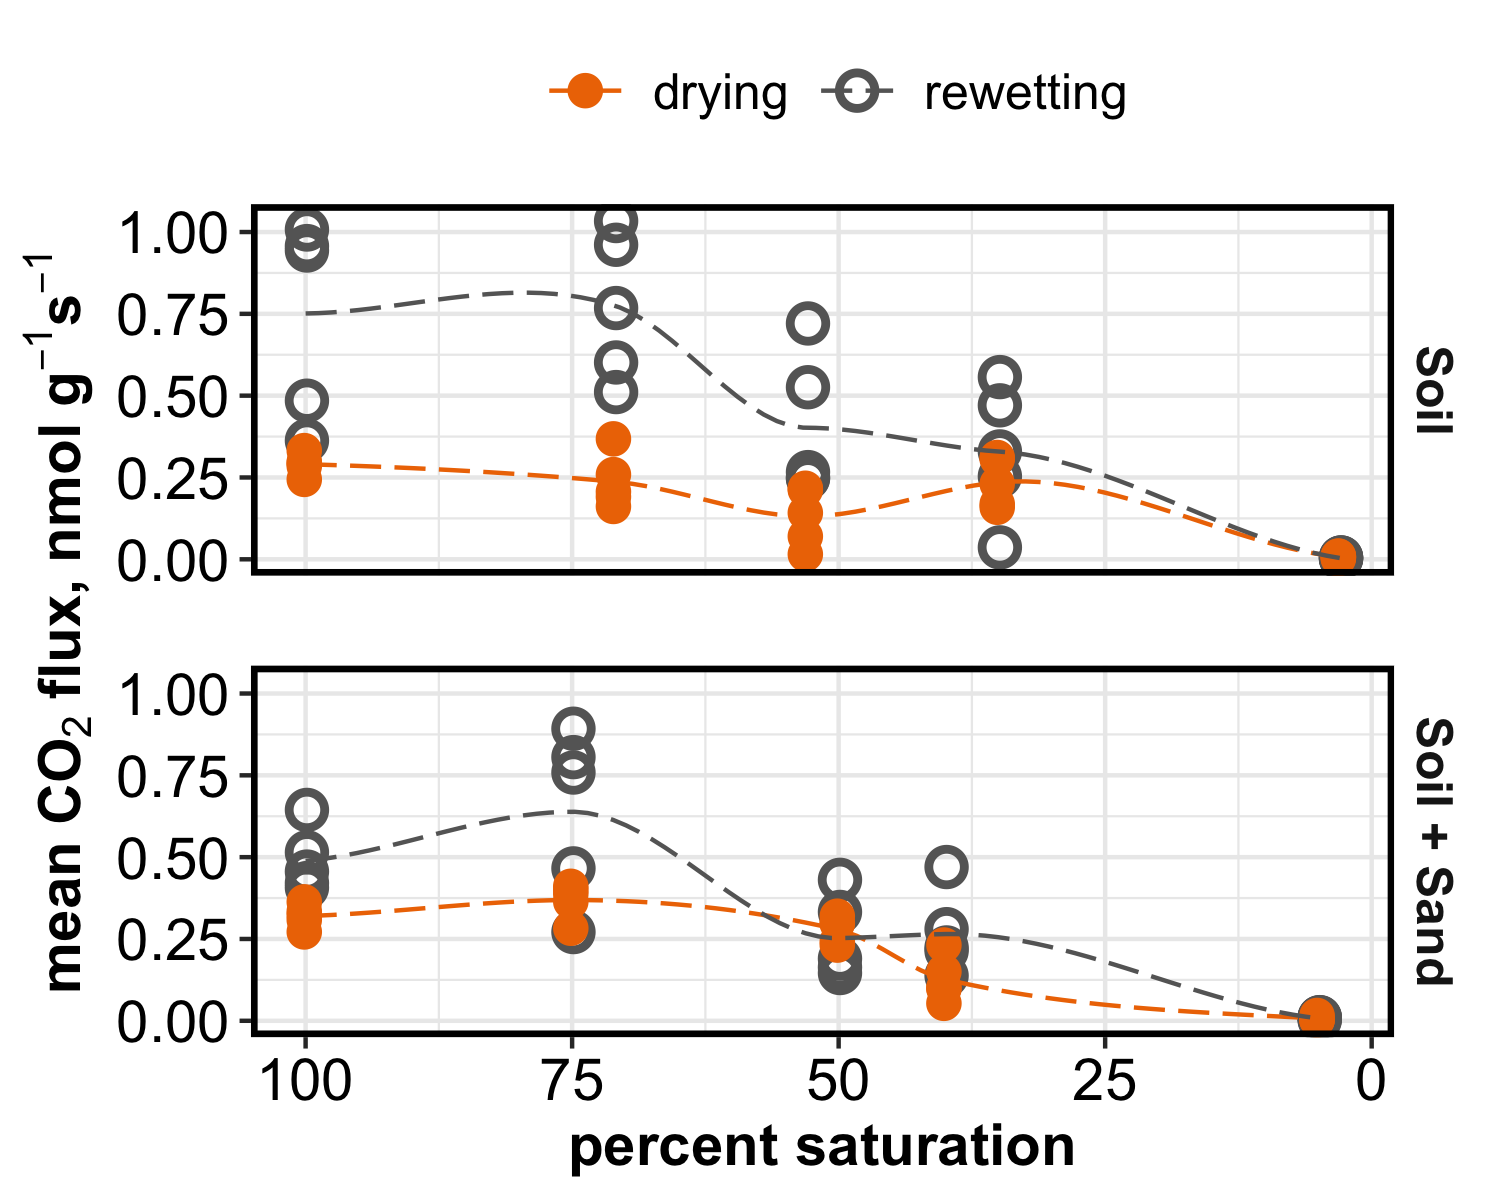 drying rewetting
mean CO₂ flux, nmol g⁻¹s⁻¹
1.00
0.75
0.50
0.25
0.00
Soil
1.00
0.75
0.50
0.25
0.00
Soil + Sand
100 75 50 25 0
percent saturation